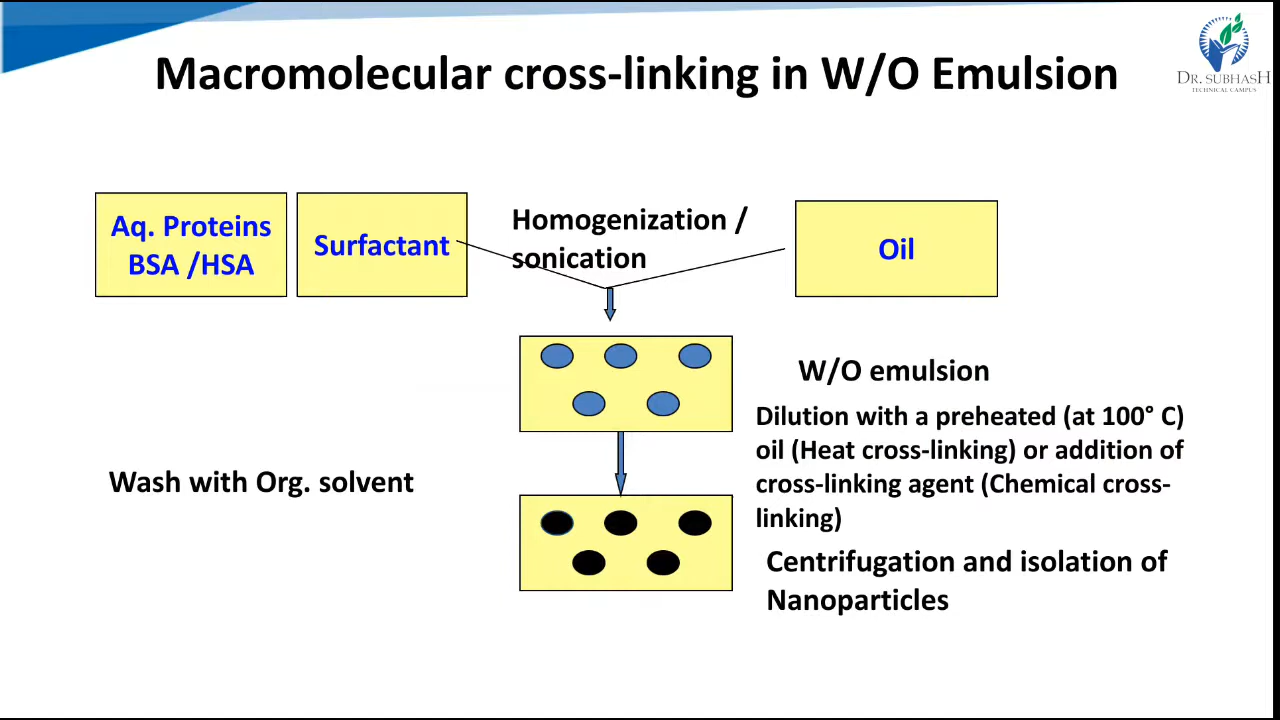 Macromolecular cross-linking in W/O Emulsion
DR. SUBHASH
TECHNICAL CAMPUS
Aq. Proteins
BSA /HSA
Surfactant
Homogenization /
sonication
Oil
W/O emulsion
Dilution with a preheated (at 100° C)
oil (Heat cross-linking) or addition of
cross-linking agent (Chemical cross-
linking)
Wash with Org. solvent
Centrifugation and isolation of
Nanoparticles